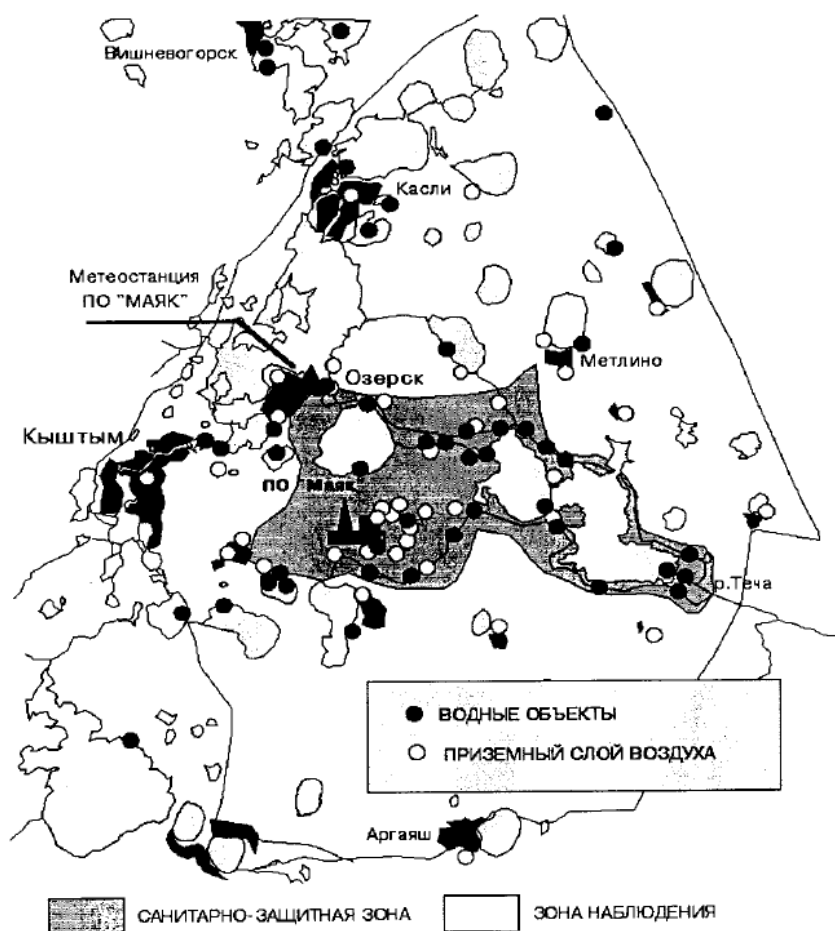 Вишневогорск
Касли
Метеостанция
ПО "МАЯК"
Метлино
Озерск
Кыштым
ПО "Маяк"
р.Теча
ВОДНЫЕ ОБЪЕКТЫ
ПРИЗЕМНЫЙ СЛОЙ ВОЗДУХА
Аргаяш
САНИТАРНО-ЗАЩИТНАЯ ЗОНА
ЗОНА НАБЛЮДЕНИЯ